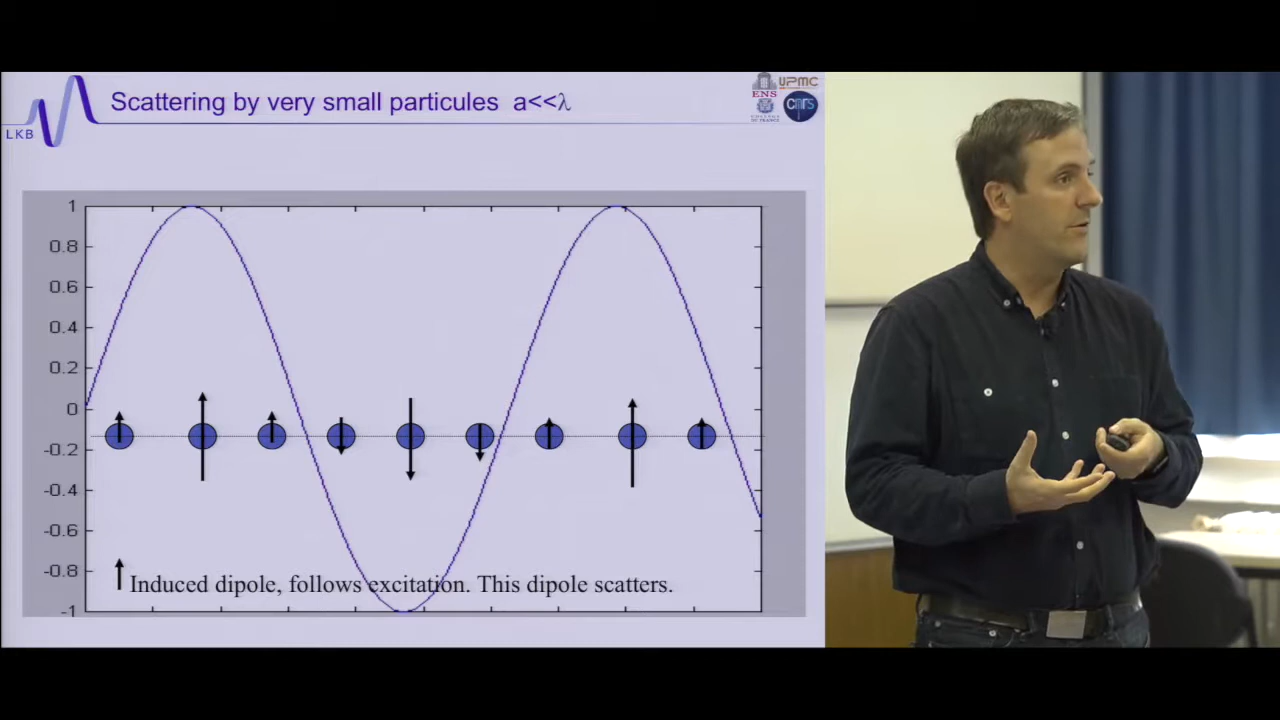 LKB
Scattering by very small particules a<<λ
ENS
UPMC
cnrs
1
0.8
0.6
0.4
0.2
0
-0.2
-0.4
-0.6
-0.8
-1
Induced dipole, follows excitation. This dipole scatters.